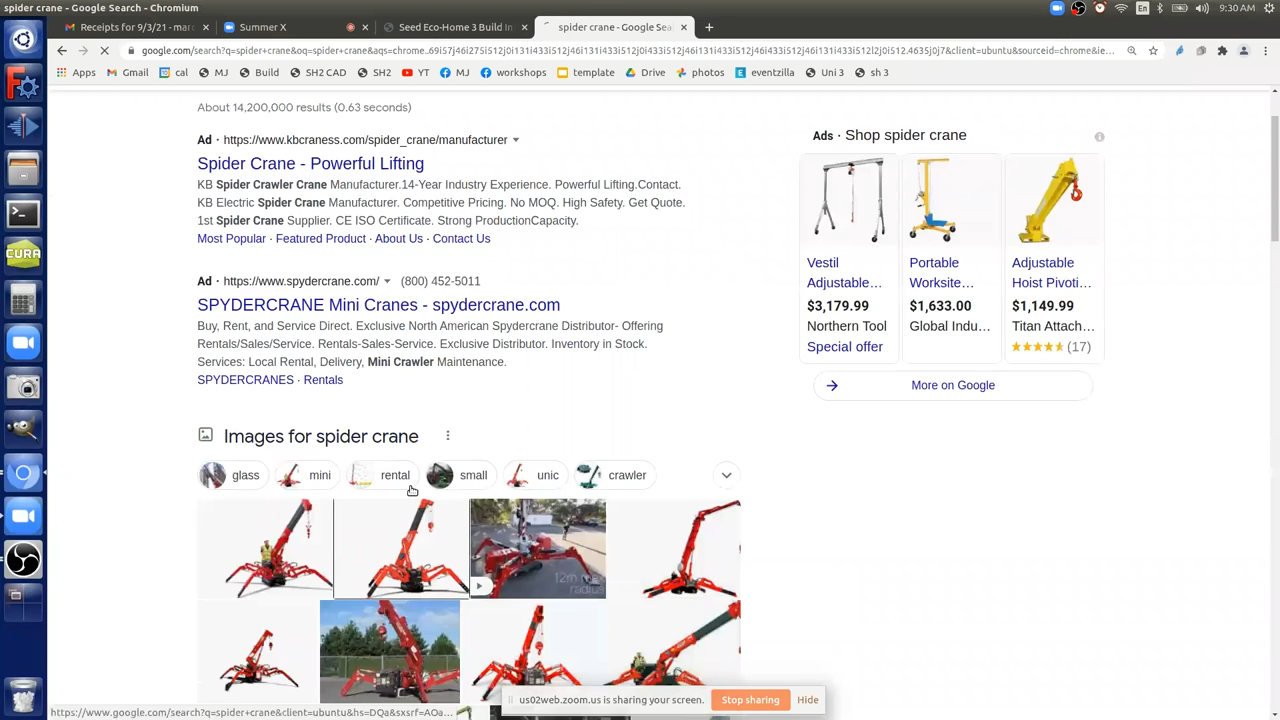 spider crane - Google Search - Chromium
En
9:30 AM
Receipts for 9/3/21 - marc
Summer X
Seed Eco-Home 3 Build In
spider crane - Google Sea
google.com/search?q=spider+crane&oq=spider+crane&aqs=chrome..69i57j46i275i512j0i131i433i512j46i131i433i512j0i131i433i512j46i131i433i512j46i131i433i512j46i131i433i512l2j0i512.4635j0j7&client=ubuntu&sourceid=chrome&ie...
Apps
Gmail
cal
MJ
Build
SH2 CAD
SH2
YT
MJ
workshops
template
Drive
photos
eventzilla
Uni 3
sh 3
About 14,200,000 results (0.63 seconds)
Ad · https://www.kbcraness.com/spider_crane/manufacturer
Spider Crane - Powerful Lifting
KB Spider Crawler Crane Manufacturer.14-Year Industry Experience. Powerful Lifting.Contact.
KB Electric Spider Crane Manufacturer. Competitive Pricing. No MOQ. High Safety. Get Quote.
1st Spider Crane Supplier. CE ISO Certificate. Strong ProductionCapacity.
Most Popular · Featured Product · About Us · Contact Us
Ad · https://www.spydercrane.com/ (800) 452-5011
SPYDERCRANE Mini Cranes - spydercrane.com
Buy, Rent, and Service Direct. Exclusive North American Spydercrane Distributor- Offering
Rentals/Sales/Service. Rentals-Sales-Service. Exclusive Distributor. Inventory in Stock.
Services: Local Rental, Delivery, Mini Crawler Maintenance.
SPYDERCRANES · Rentals
Images for spider crane
glass
mini
rental
small
unic
crawler
12m
radius
Ads · Shop spider crane
Vestil
Adjustable...
$3,179.99
Northern Tool
Special offer
Portable
Worksite...
$1,633.00
Global Indu...
Adjustable
Hoist Pivoti...
$1,149.99
Titan Attach...
(17)
More on Google
CURA
us02web.zoom.us is sharing your screen.
Stop sharing
Hide
https://www.google.com/search?q=spider+crane&client=ubuntu&hs=DQa&sxsrf=AOa...